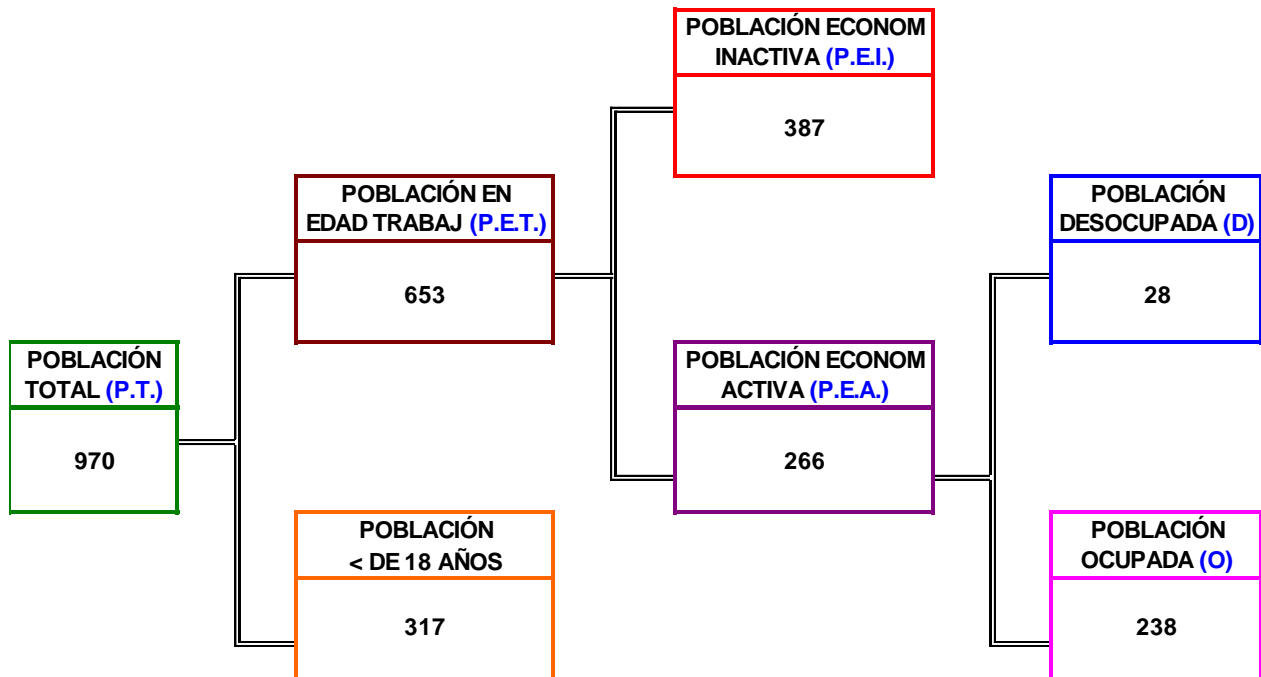 POBLACIÓN ECONOM
INACTIVA (P.E.I.)
387
POBLACIÓN EN
EDAD TRABAJ (P.E.T.)
653
POBLACIÓN
DESOCUPADA (D)
28
POBLACIÓN
TOTAL (P.T.)
970
POBLACIÓN ECONOM
ACTIVA (P.E.A.)
266
POBLACIÓN
< DE 18 AÑOS
317
POBLACIÓN
OCUPADA (O)
238